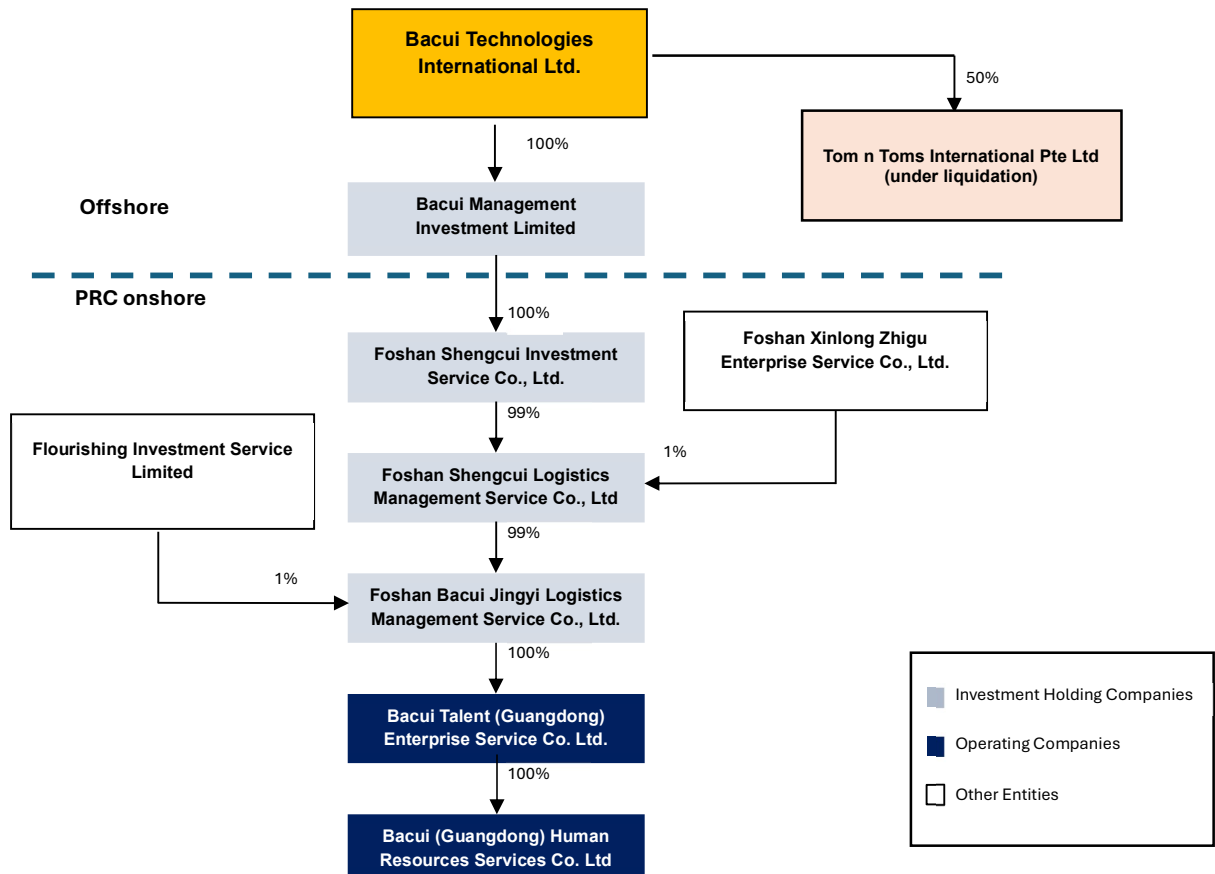 Bacui Technologies
International Ltd.
50%
100%
Tom n Toms International Pte Ltd
(under liquidation)
Offshore
Bacui Management
Investment Limited
PRC onshore
100%
Foshan Shengcui Investment
Service Co., Ltd.
Foshan Xinlong Zhigu
Enterprise Service Co., Ltd.
99%
Flourishing Investment Service
Limited
1%
Foshan Shengcui Logistics
Management Service Co., Ltd
99%
1%
Foshan Bacui Jingyi Logistics
Management Service Co., Ltd.
100%
Bacui Talent (Guangdong)
Enterprise Service Co. Ltd.
100%
Bacui (Guangdong) Human
Resources Services Co. Ltd
Investment Holding Companies
Operating Companies
Other Entities